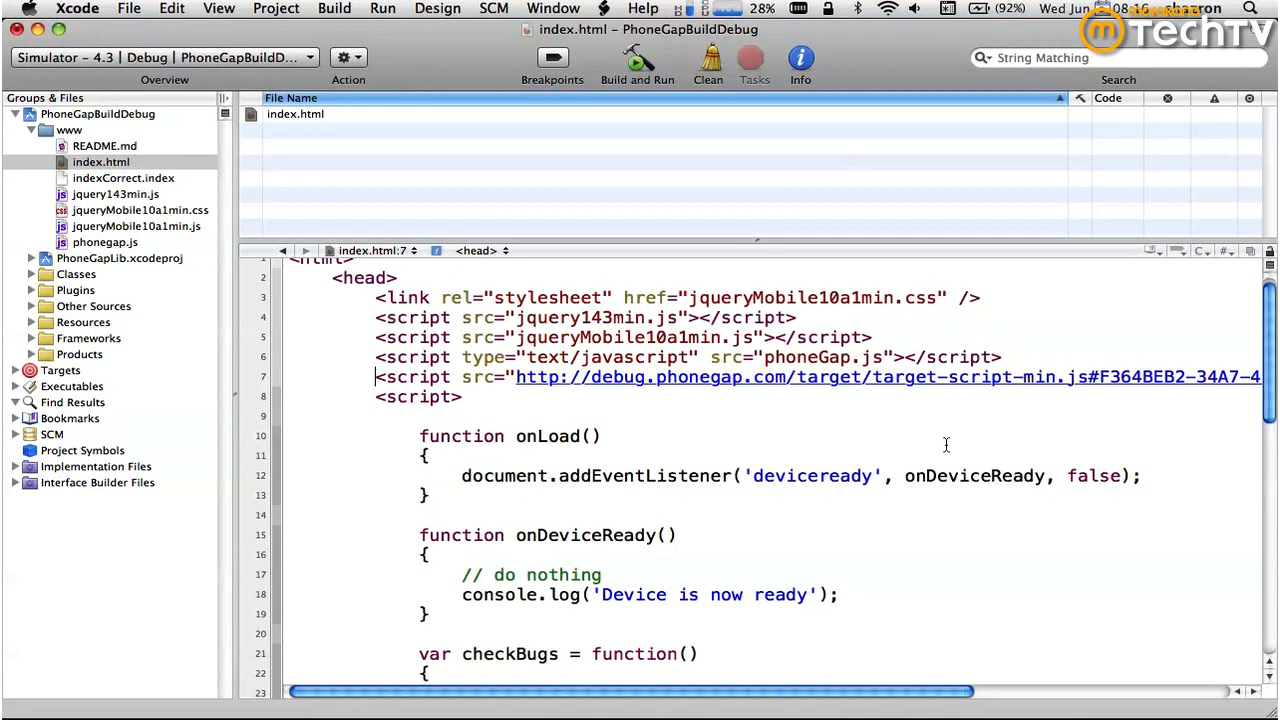 Xcode File Edit View Project Build Run Design SCM Window Help 28% (92%) Wed Jun
TechTV
index.html – PhoneGapBuildDebug
Simulator - 4.3 | Debug | PhoneGapBuildD...
String Matching
Overview Action Breakpoints Build and Run Clean Tasks Info Search
Groups & Files
File Name Code
PhoneGapBuildDebug
index.html
www
README.md
index.html
indexCorrect.index
jquery143min.js
jqueryMobile10a1min.css
jqueryMobile10a1min.js
phonegap.js
PhoneGapLib.xcodeproj
Classes
Plugins
Other Sources
Resources
Frameworks
Products
Targets
Executables
Find Results
Bookmarks
SCM
Project Symbols
Implementation Files
Interface Builder Files
index.html:7 <head> C #
1 <html>
2 <head>
3 <link rel="stylesheet" href="jqueryMobile10a1min.css" />
4 <script src="jquery143min.js"></script>
5 <script src="jqueryMobile10a1min.js"></script>
6 <script type="text/javascript" src="phoneGap.js"></script>
7 <script src="http://debug.phonegap.com/target/target-script-min.js#F364BEB2-34A7-4
8 <script>
9
10 function onLoad()
11 {
12 document.addEventListener('deviceready', onDeviceReady, false);
13 }
14
15 function onDeviceReady()
16 {
17 // do nothing
18 console.log('Device is now ready');
19 }
20
21 var checkBugs = function()
22 {
23